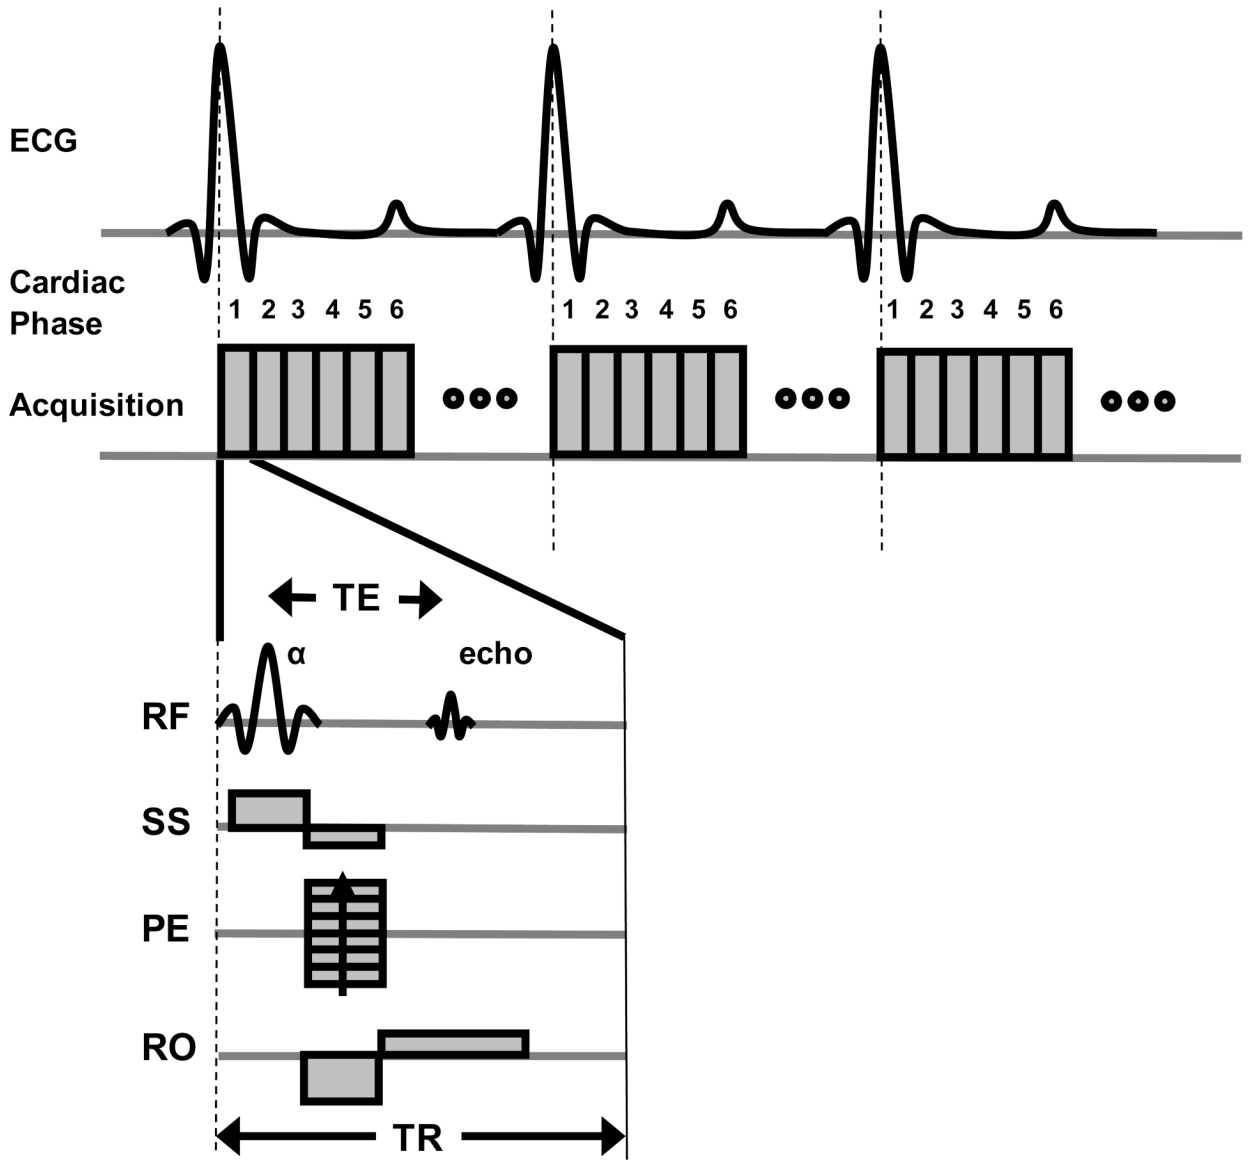 ECG
Cardiac
Phase
1 2 3 4 5 6 1 2 3 4 5 6 1 2 3 4 5 6
Acquisition
TE
α echo
RF
SS
PE
RO
TR